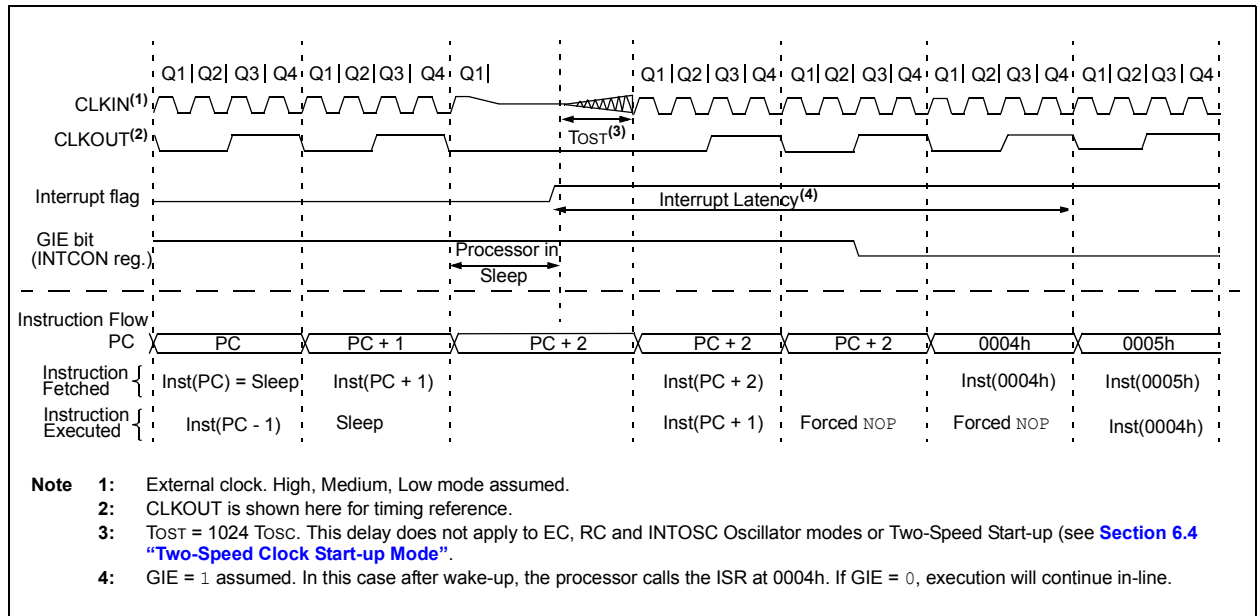 Q1 Q2 Q3 Q4 Q1 Q2 Q3 Q4 Q1 Q1 Q2 Q3 Q4 Q1 Q2 Q3 Q4 Q1 Q2 Q3 Q4 Q1 Q2 Q3 Q4
CLKIN(1)
CLKOUT(2) TOST(3)
Interrupt flag Interrupt Latency(4)
GIE bit
(INTCON reg.) Processor in
Sleep
Instruction Flow
PC PC PC + 1 PC + 2 PC + 2 PC + 2 0004h 0005h
Instruction
Fetched Inst(PC) = Sleep Inst(PC + 1) Inst(PC + 2) Inst(0004h) Inst(0005h)
Instruction
Executed Inst(PC - 1) Sleep Inst(PC + 1) Forced NOP Forced NOP Inst(0004h)
Note 1: External clock. High, Medium, Low mode assumed.
2: CLKOUT is shown here for timing reference.
3: TOST = 1024 TOSC. This delay does not apply to EC, RC and INTOSC Oscillator modes or Two-Speed Start-up (see Section 6.4
“Two-Speed Clock Start-up Mode”.
4: GIE = 1 assumed. In this case after wake-up, the processor calls the ISR at 0004h. If GIE = 0, execution will continue in-line.